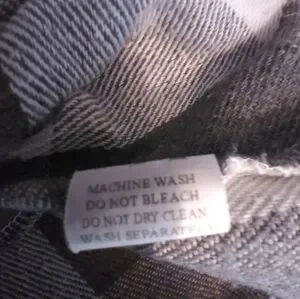 MACHINE WASH
DO NOT BLEACH
DO NOT DRY CLEAN
WASH SEPARATELY